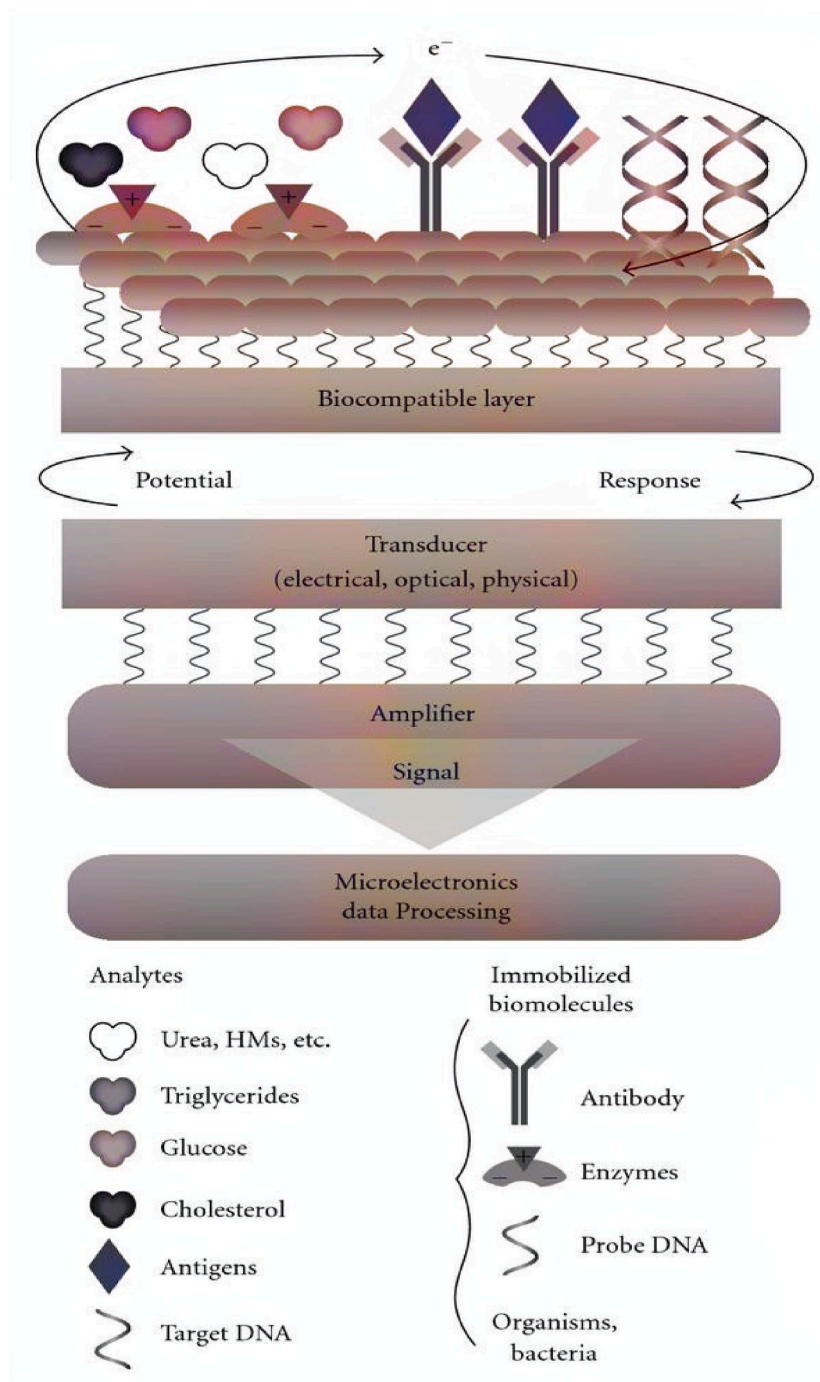 e⁻
+
+
− −
− −
Biocompatible layer
Potential
Response
Transducer
(electrical, optical, physical)
Amplifier
Signal
Microelectronics
data Processing
Analytes
Urea, HMs, etc.
Triglycerides
Glucose
Cholesterol
Antigens
Target DNA
Immobilized
biomolecules
Antibody
+
− −
Enzymes
Probe DNA
Organisms,
bacteria